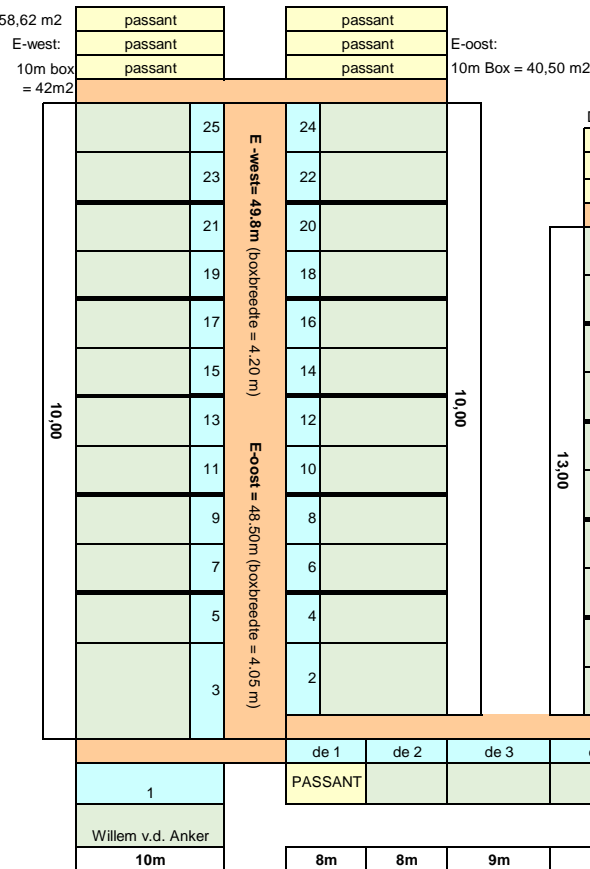 58,62 m2
passant
passant
E-west:
passant
passant
E-oost:
10m box
passant
passant
10m Box = 40,50 m2
= 42m2
25
24
23
22
21
20
19
18
17
16
15
14
13
12
11
10
9
8
7
6
5
4
3
2
E -west= 49.8m (boxbreedte = 4.20 m)
E-oost = 48.50m (boxbreedte = 4.05 m)
10,00
10,00
13,00
de 1
de 2
de 3
1
PASSANT
Willem v.d. Anker
10m
8m
8m
9m